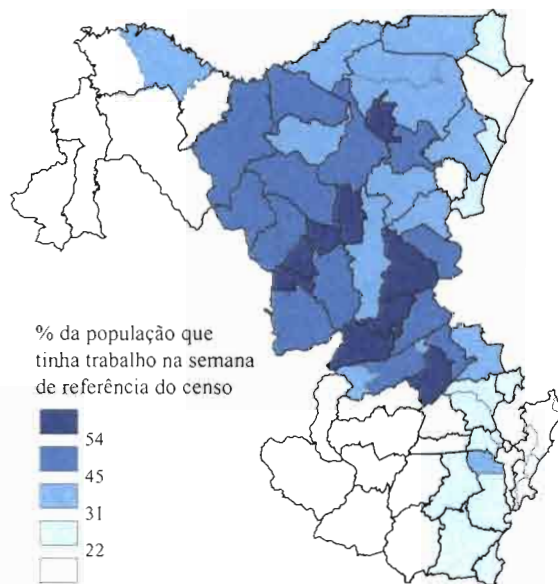 % da população que
tinha trabalho na semana
de referência do censo
54
45
31
22